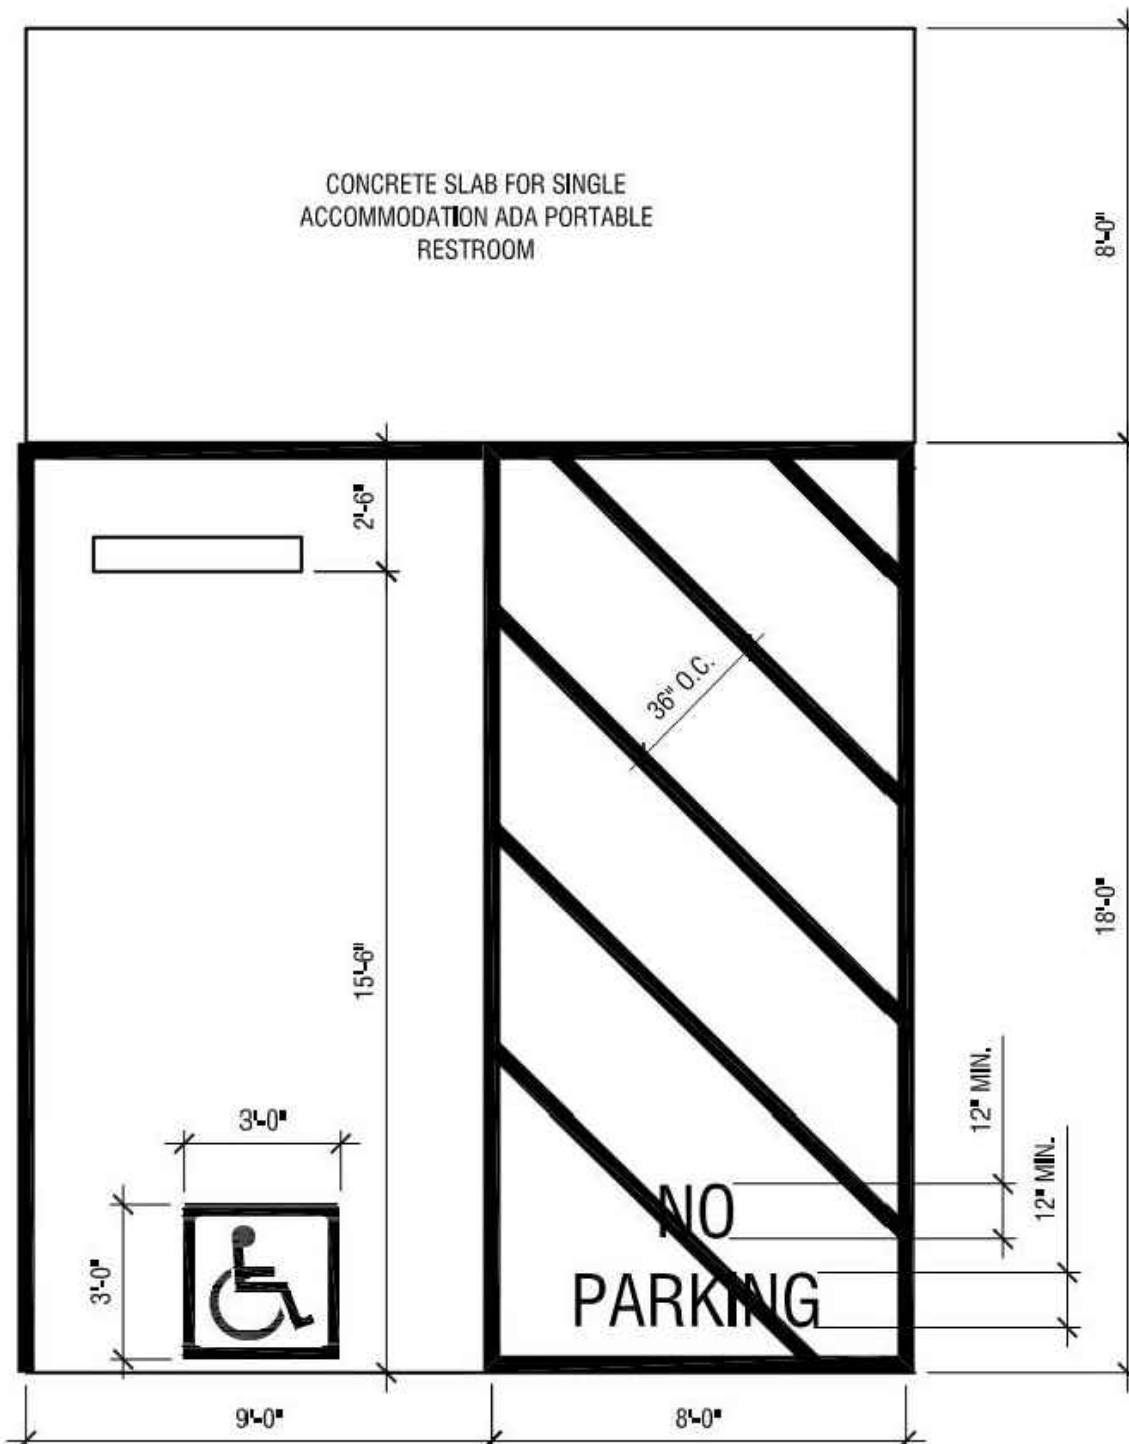 CONCRETE SLAB FOR SINGLE
ACCOMMODATION ADA PORTABLE
RESTROOM
8'-0"
2'-6"
36" O.C.
15'-6"
18'-0"
12" MIN.
12" MIN.
3'-0"
3'-0"
NO
PARKING
9'-0"
8'-0"